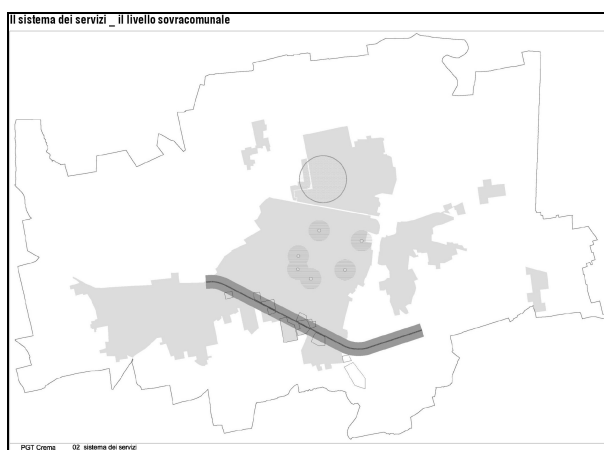 Il sistema dei servizi _ il livello sovracomunale
PGT Crema 02 sistema dei servizi